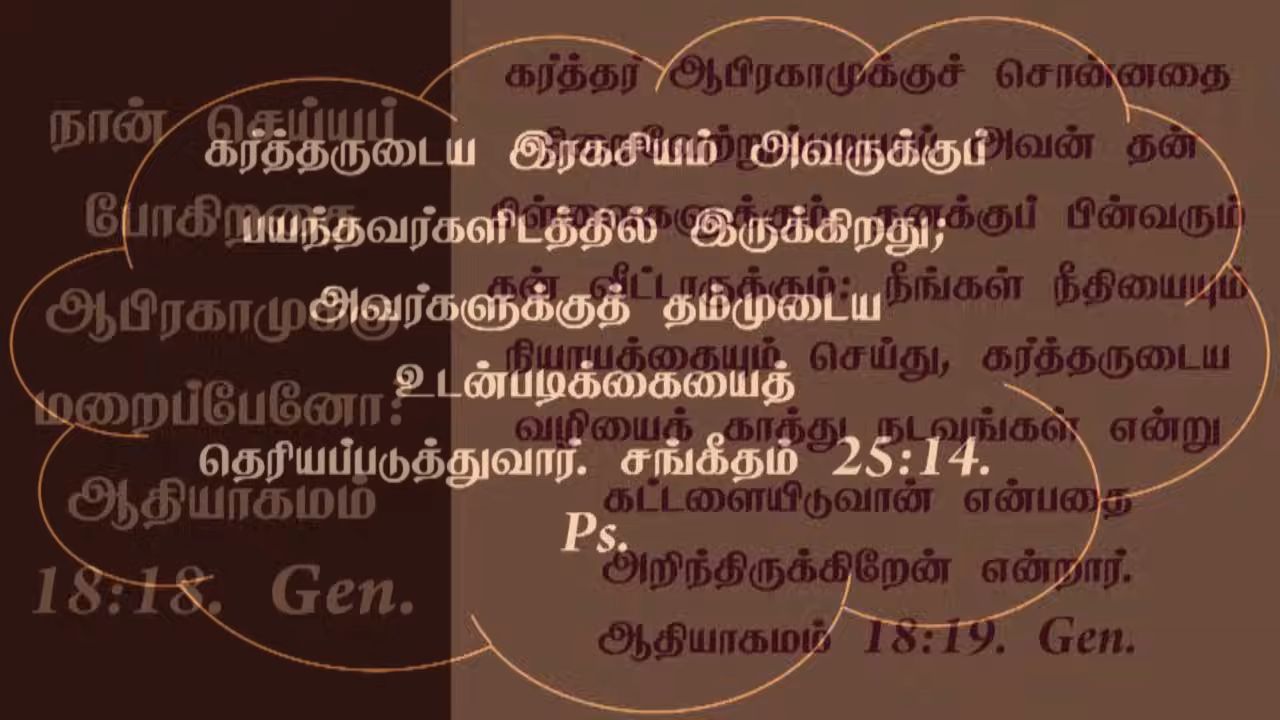 கர்த்தருடைய இரகசியம் அவருக்குப்
பயந்தவர்களிடத்தில் இருக்கிறது;
அவர்களுக்குத் தம்முடைய
உடன்படிக்கையைத்
தெரியப்படுத்துவார். சங்கீதம் 25:14.
Ps.
நான் செய்யப்
போகிறதை
ஆபிரகாமுக்கு
மறைப்பேனோ?
ஆதியாகமம்
18:18. Gen.
கர்த்தர் ஆபிரகாமுக்குச் சொன்னதை
நிறைவேற்றும்படியாய் அவன் தன்
பிள்ளைகளுக்கும் தனக்குப் பின்வரும்
தன் வீட்டாருக்கும்: நீங்கள் நீதியையும்
நியாயத்தையும் செய்து, கர்த்தருடைய
வழியைக் காத்து நடவுங்கள் என்று
கட்டளையிடுவான் என்பதை
அறிந்திருக்கிறேன் என்றார்.
ஆதியாகமம் 18:19. Gen.